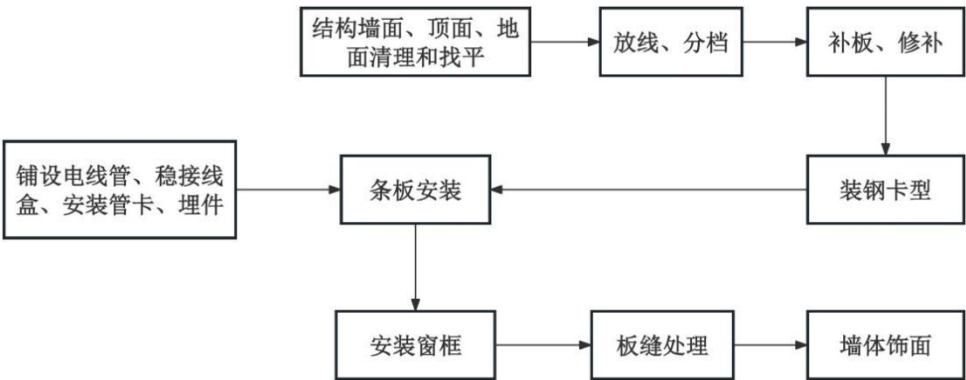 结构墙面、顶面、地
面清理和找平
放线、分档
补板、修补
铺设电线管、稳接线
盒、安装管卡、埋件
条板安装
装钢卡型
安装窗框
板缝处理
墙体饰面